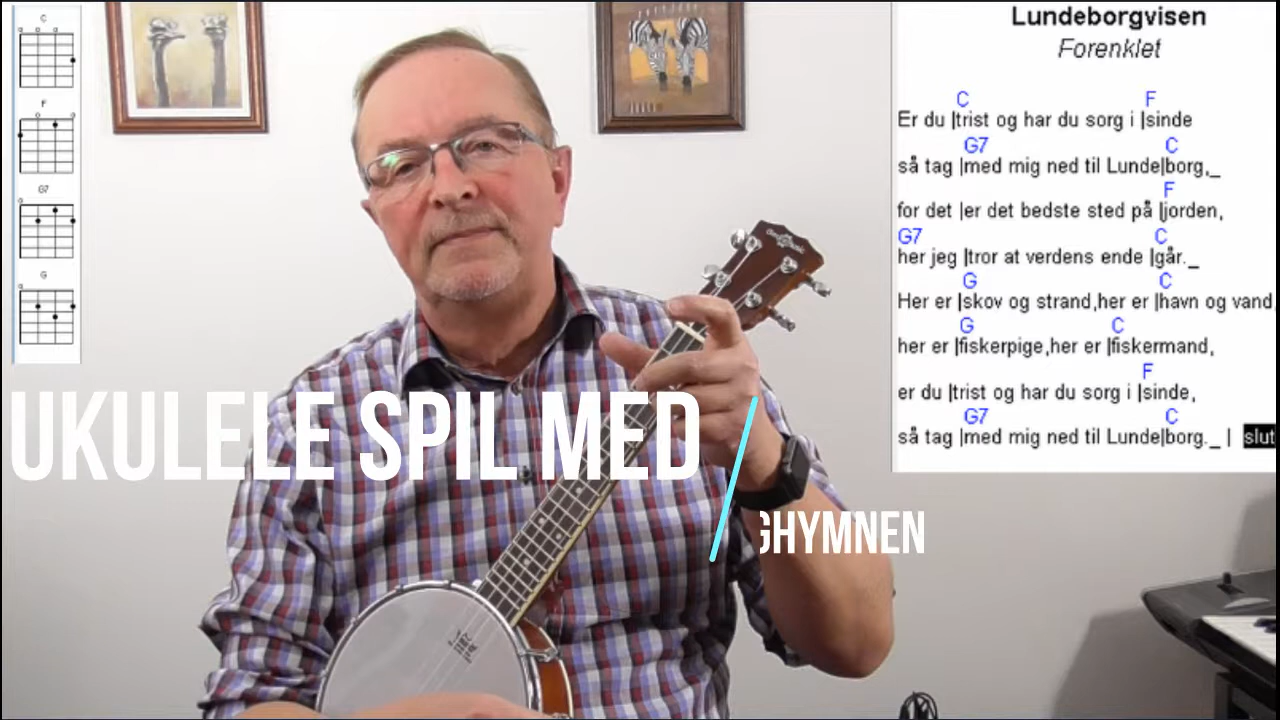 C
F
G7
G
Lundeborgvisen
Forenklet
C F
Er du |trist og har du sorg i |sinde
G7 C
så tag |med mig ned til Lunde|borg,_
F
for det |er det bedste sted på |jorden,
G7 C
her jeg |tror at verdens ende |går._
G C
Her er |skov og strand,her er |havn og vand
G C
her er |fiskerpige,her er |fiskermand,
F
er du |trist og har du sorg i |sinde,
G7 C
så tag |med mig ned til Lunde|borg._ | slut
UKULELE SPIL MED
GHYMNEN